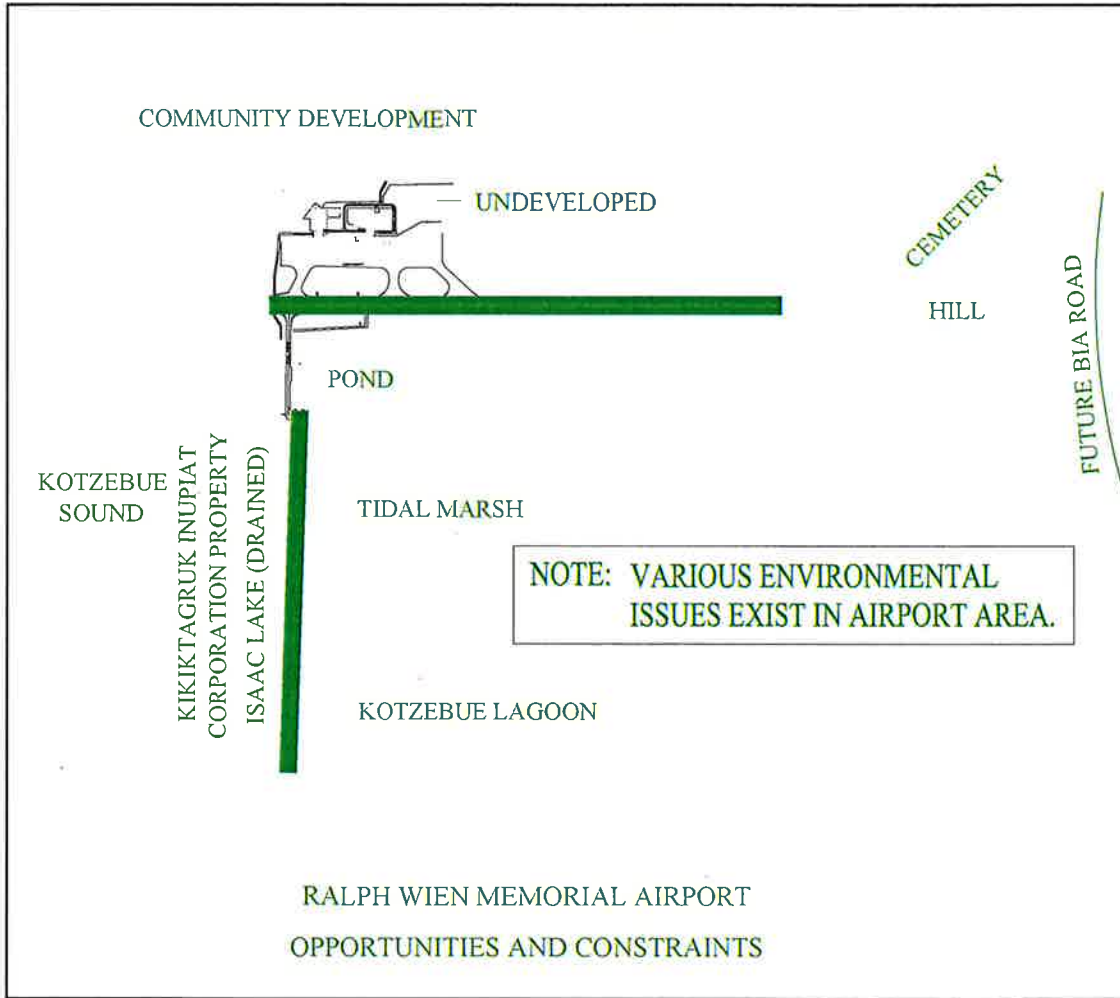 COMMUNITY DEVELOPMENT
UNDEVELOPED
CEMETERY
HILL
FUTURE BIA ROAD
POND
KOTZEBUE
SOUND
KIKIKTAGRUK INUPIAT
CORPORATION PROPERTY
ISAAC LAKE (DRAINED)
TIDAL MARSH
NOTE: VARIOUS ENVIRONMENTAL
ISSUES EXIST IN AIRPORT AREA.
KOTZEBUE LAGOON
RALPH WIEN MEMORIAL AIRPORT
OPPORTUNITIES AND CONSTRAINTS